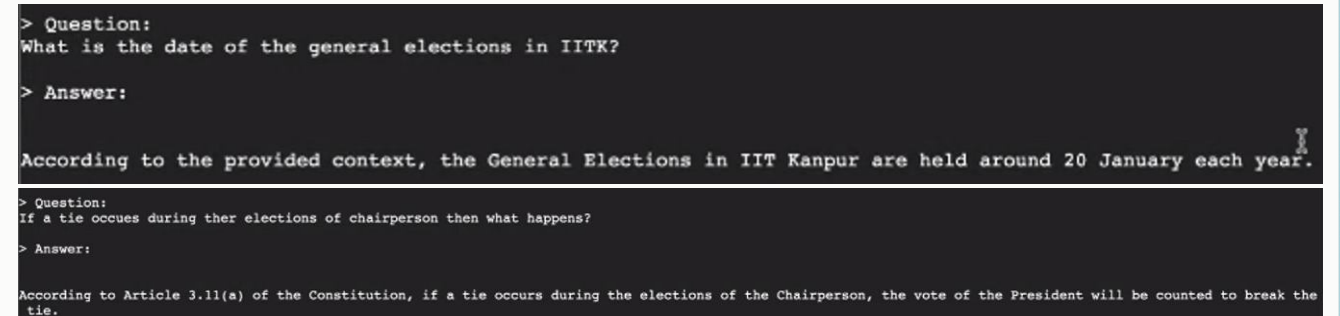 > Question:
What is the date of the general elections in IITK?
> Answer:
According to the provided context, the General Elections in IIT Kanpur are held around 20 January each year.
> Question:
If a tie occues during ther elections of chairperson then what happens?
> Answer:
According to Article 3.11(a) of the Constitution, if a tie occurs during the elections of the Chairperson, the vote of the President will be counted to break the
tie.